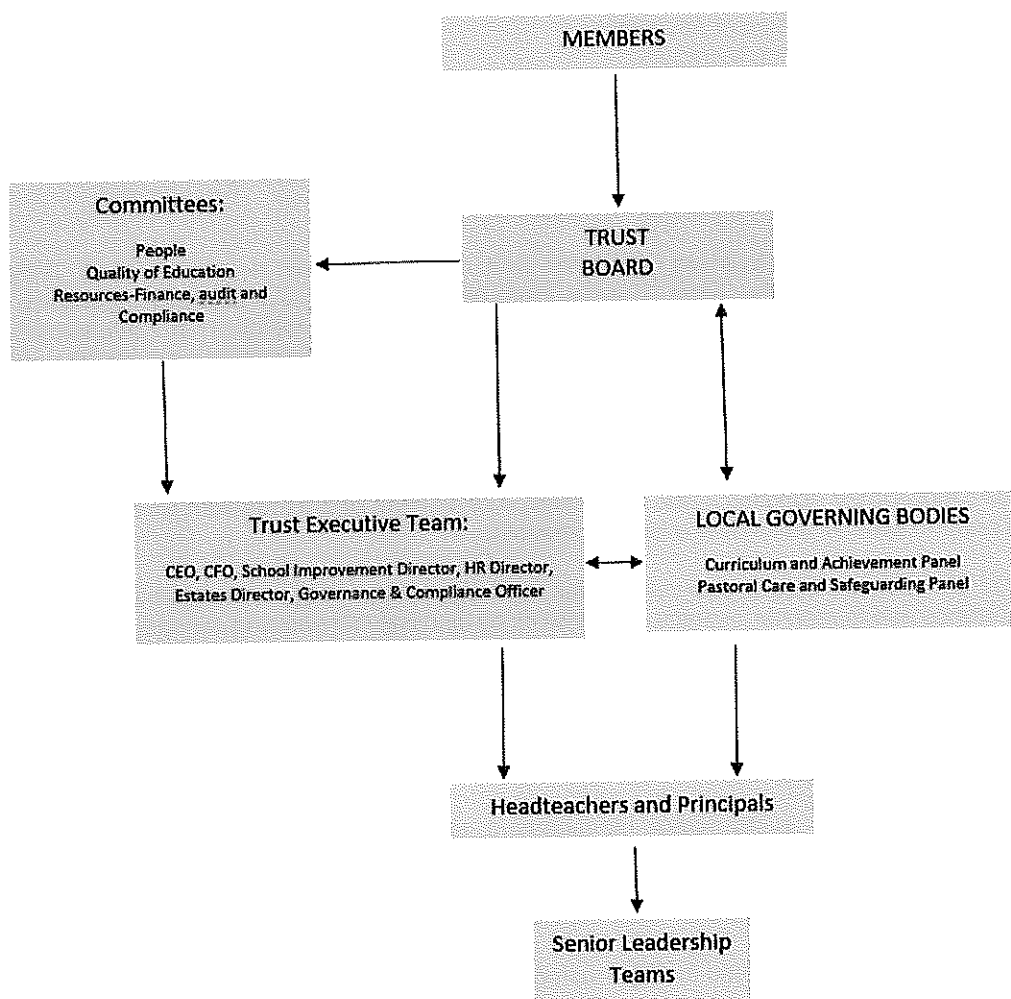 MEMBERS
Committees:
People
Quality of Education
Resources-Finance, audit and
Compliance
TRUST
BOARD
Trust Executive Team:
CEO, CFO, School Improvement Director, HR Director,
Estates Director, Governance & Compliance Officer
LOCAL GOVERNING BODIES
Curriculum and Achievement Panel
Pastoral Care and Safeguarding Panel
Headteachers and Principals
Senior Leadership
Teams